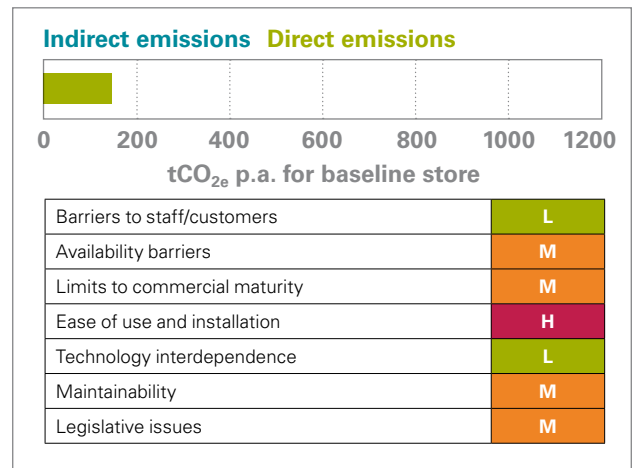 Indirect emissions Direct emissions
0 200 400 600 800 1000 1200
tCO₂ₑ p.a. for baseline store
Barriers to staff/customers L
Availability barriers M
Limits to commercial maturity M
Ease of use and installation H
Technology interdependence L
Maintainability M
Legislative issues M